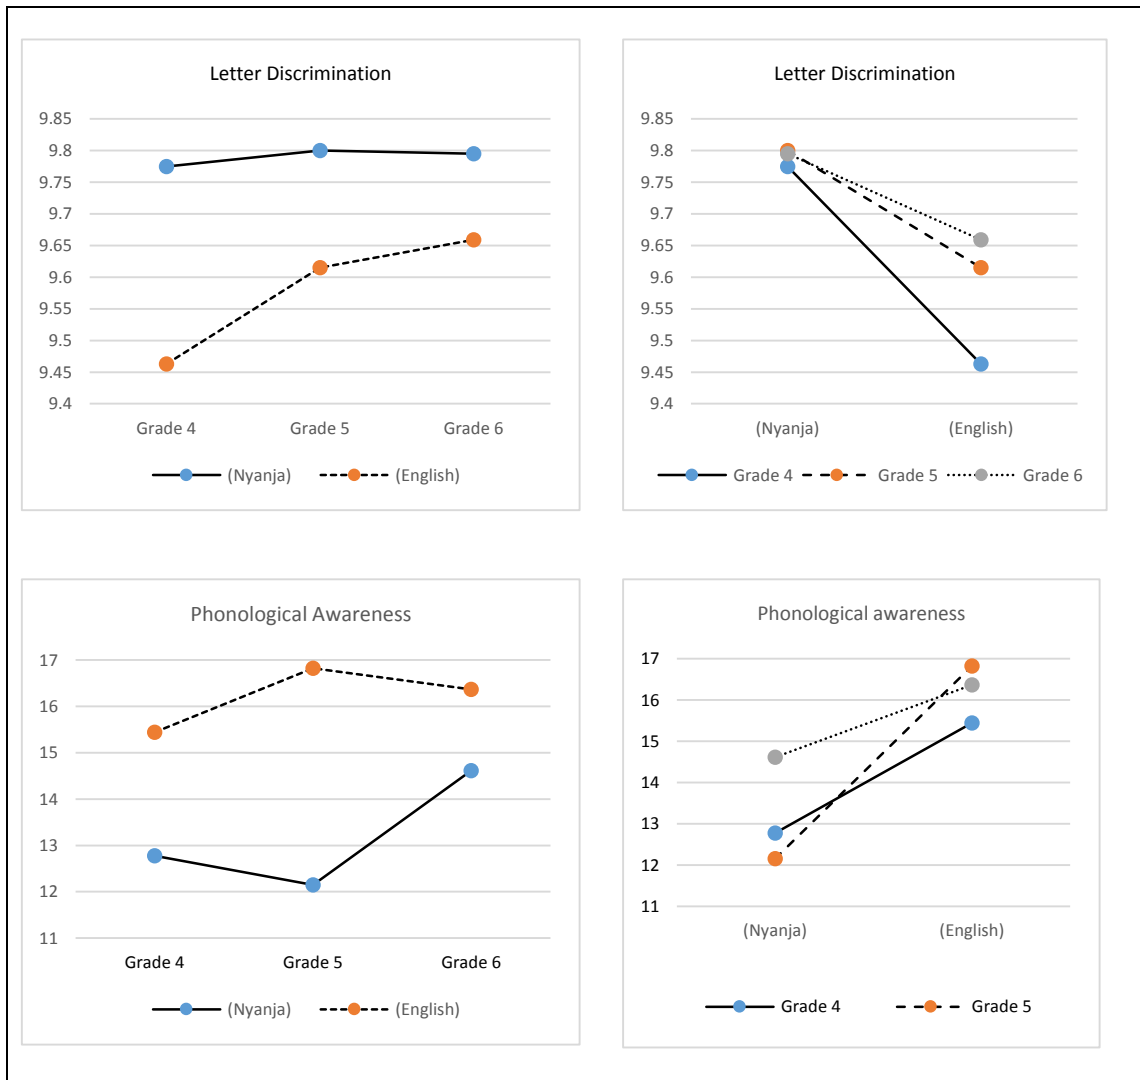 Letter Discrimination
9.85
9.8
9.75
9.7
9.65
9.6
9.55
9.5
9.45
9.4
Grade 4 Grade 5 Grade 6
(Nyanja) (English)
Letter Discrimination
9.85
9.8
9.75
9.7
9.65
9.6
9.55
9.5
9.45
9.4
(Nyanja) (English)
Grade 4 Grade 5 Grade 6
Phonological Awareness
17
16
15
14
13
12
11
Grade 4 Grade 5 Grade 6
(Nyanja) (English)
Phonological awareness
17
16
15
14
13
12
11
(Nyanja) (English)
Grade 4 Grade 5